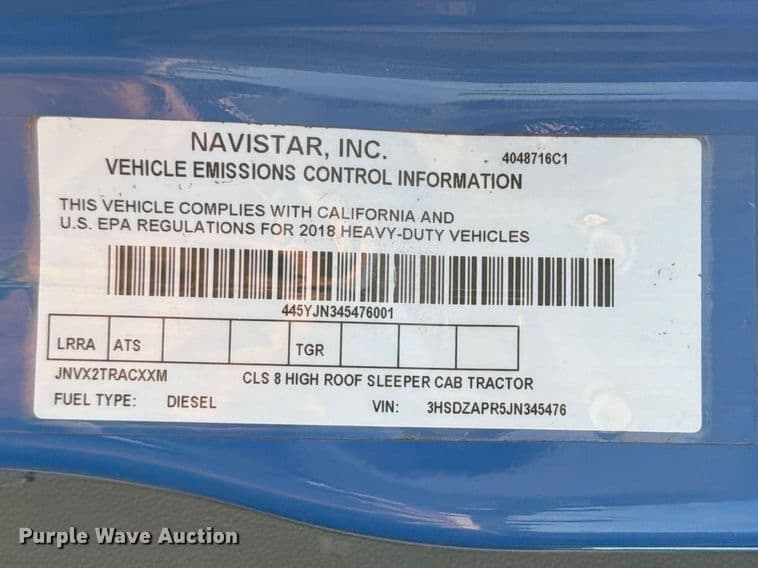 NAVISTAR, INC.
4048716C1
VEHICLE EMISSIONS CONTROL INFORMATION
THIS VEHICLE COMPLIES WITH CALIFORNIA AND
U.S. EPA REGULATIONS FOR 2018 HEAVY-DUTY VEHICLES
445YJN345476001
LRRA ATS TGR
JNVX2TRACXXM CLS 8 HIGH ROOF SLEEPER CAB TRACTOR
FUEL TYPE: DIESEL VIN: 3HSDZAPR5JN345476
Purple Wave Auction